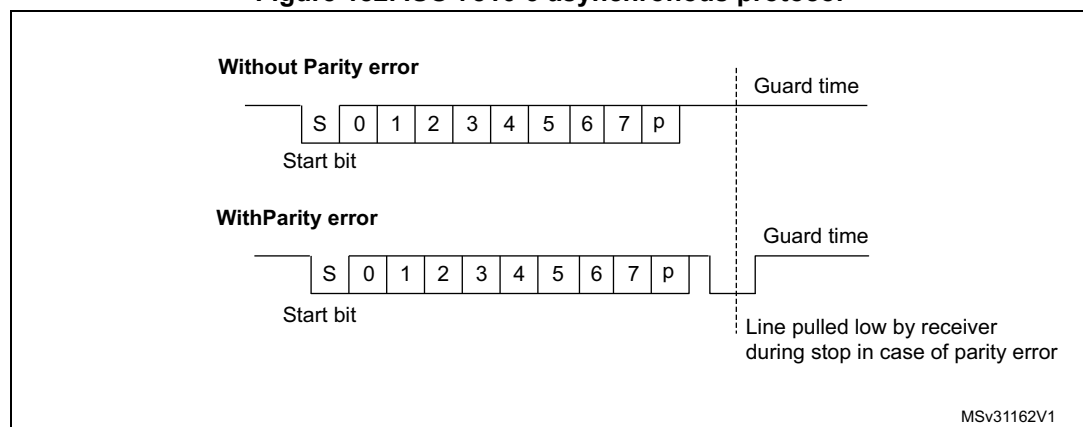 Without Parity error
Guard time
S 0 1 2 3 4 5 6 7 p
Start bit
WithParity error
Guard time
S 0 1 2 3 4 5 6 7 p
Start bit
Line pulled low by receiver
during stop in case of parity error
MSv31162V1